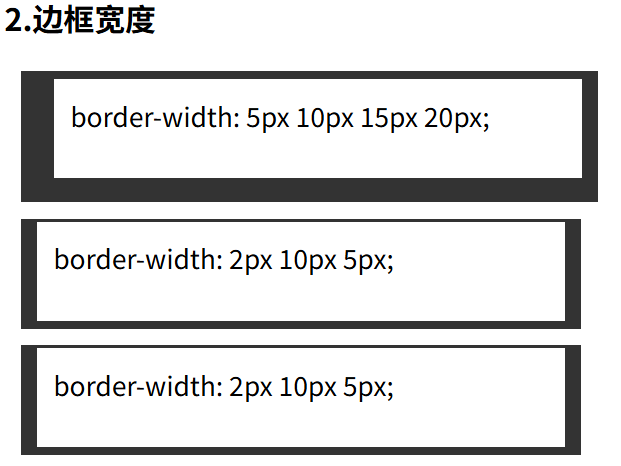 2.边框宽度
border-width: 5px 10px 15px 20px;
border-width: 2px 10px 5px;
border-width: 2px 10px 5px;